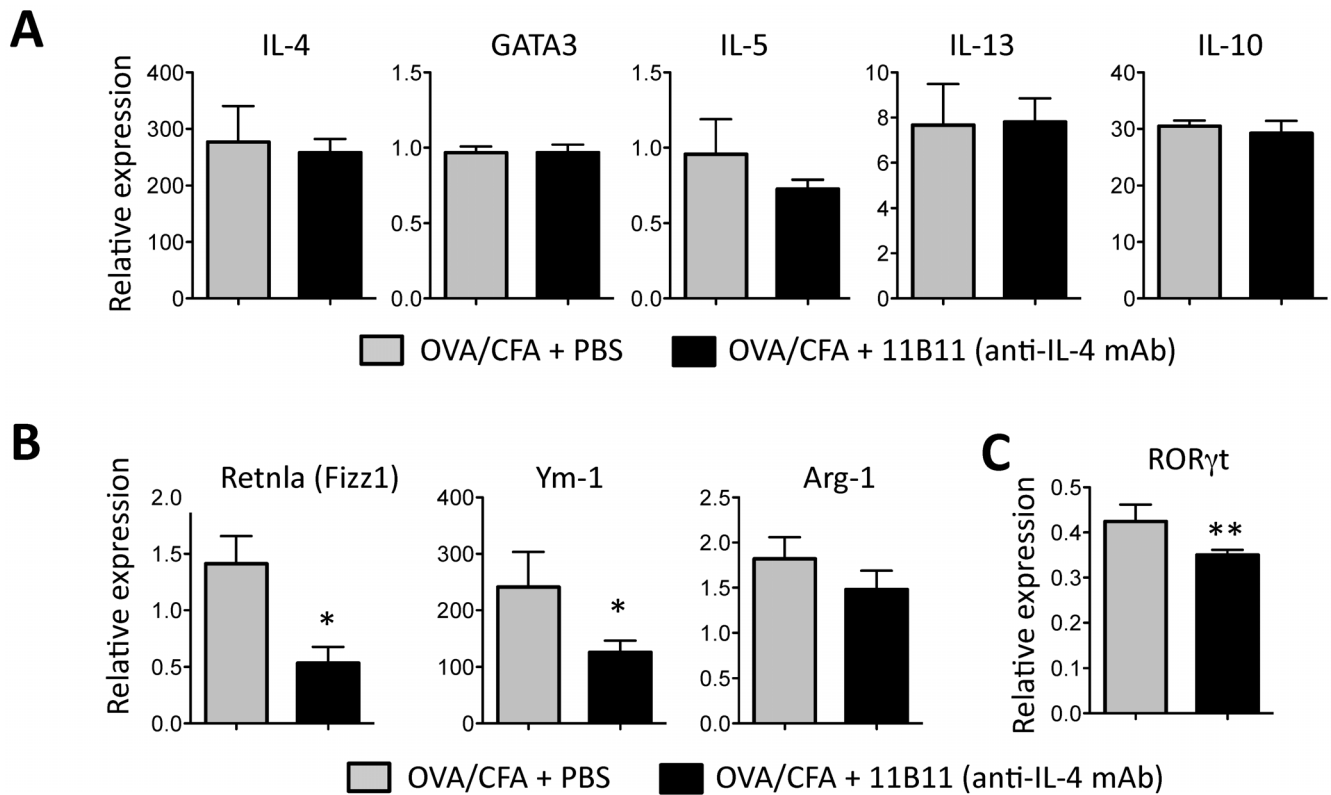 A
IL-4 GATA3 IL-5 IL-13 IL-10
Relative expression
400 300 200 100 0
1.5 1.0 0.5 0.0
1.5 1.0 0.5 0.0
10 8 6 4 2 0
40 30 20 10 0
OVA/CFA + PBS OVA/CFA + 11B11 (anti-IL-4 mAb)
B
Retnla (Fizz1) Ym-1 Arg-1
Relative expression
2.0 1.5 1.0 0.5 0.0
*
400 300 200 100 0
*
2.5 2.0 1.5 1.0 0.5 0.0
C
RORγt
Relative expression
0.5 0.4 0.3 0.2 0.1 0.0
**
OVA/CFA + PBS OVA/CFA + 11B11 (anti-IL-4 mAb)